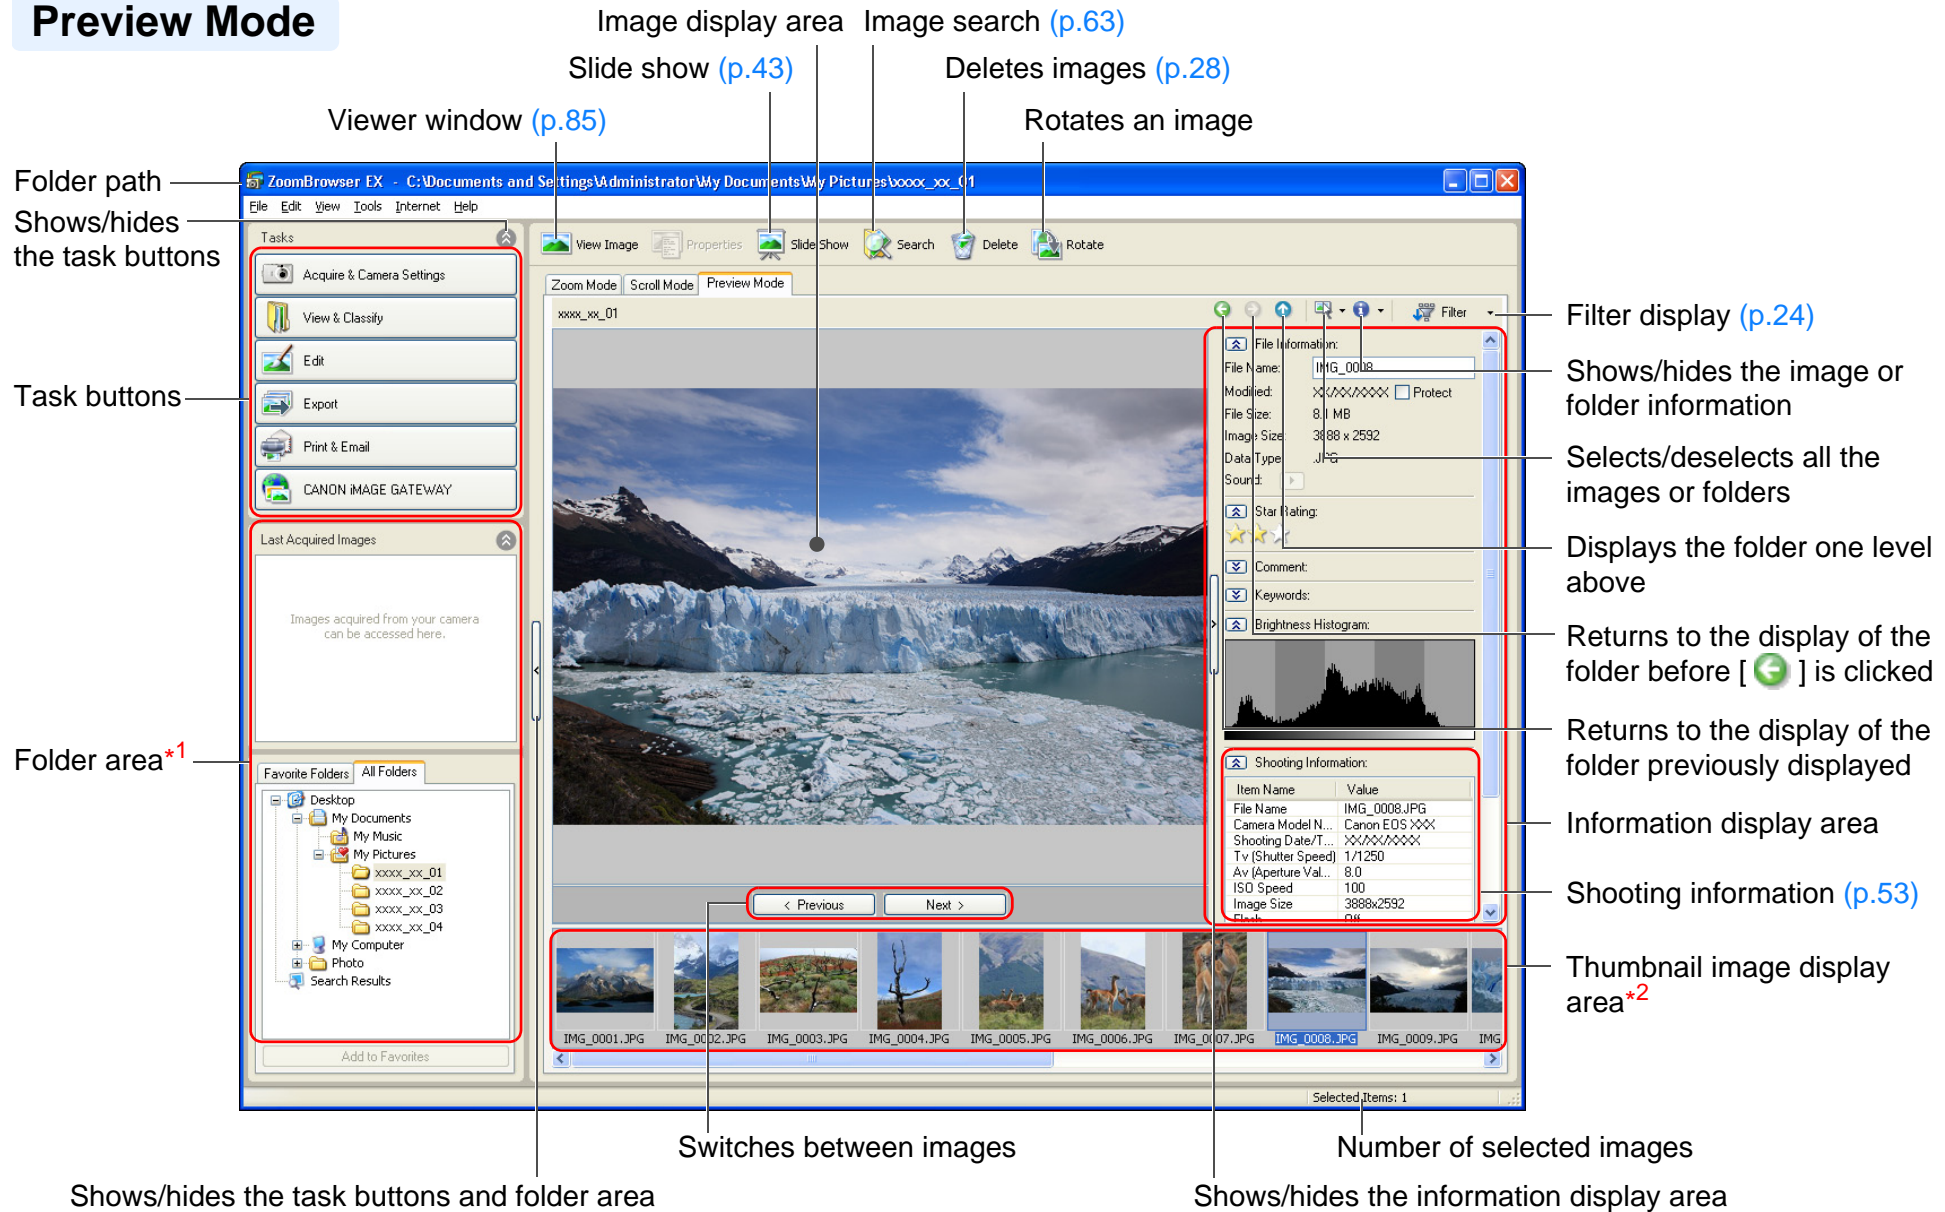 Preview Mode
Image display area
Image search (p.63)
Slide show (p.43)
Deletes images (p.28)
Viewer window (p.85)
Rotates an image
Folder path
Shows/hides
the task buttons
Task buttons
Folder area*1
ZoomBrowser EX - C:\Documents and Settings\Administrator\My Documents\My Pictures\xxxx_xx_01
File Edit View Tools Internet Help
Tasks
Acquire & Camera Settings
View & Classify
Edit
Export
Print & Email
CANON iMAGE GATEWAY
Last Acquired Images
Images acquired from your camera
can be accessed here.
Favorite Folders All Folders
Desktop
My Documents
My Music
My Pictures
xxxx_xx_01
xxxx_xx_02
xxxx_xx_03
xxxx_xx_04
My Computer
Photo
Search Results
Add to Favorites
View Image Properties Slide Show Search Delete Rotate
Zoom Mode Scroll Mode Preview Mode
xxxx_xx_01
Filter
File Information:
File Name: IMG_0008
Modified: XX/XX/XXXX Protect
File Size: 8.1 MB
Image Size: 3888 x 2592
Data Type: .JPG
Sound:
Star Rating:
Comment:
Keywords:
Brightness Histogram:
Shooting Information:
Item Name Value
File Name IMG_0008.JPG
Camera Model N... Canon EOS XXX
Shooting Date/T... XX/XX/XXXX
Tv (Shutter Speed) 1/1250
Av (Aperture Val... 8.0
ISO Speed 100
Image Size 3888x2592
Flash Off
< Previous Next >
IMG_0001.JPG IMG_0002.JPG IMG_0003.JPG IMG_0004.JPG IMG_0005.JPG IMG_0006.JPG IMG_0007.JPG IMG_0008.JPG IMG_0009.JPG IMG
Selected Items: 1
Filter display (p.24)
Shows/hides the image or
folder information
Selects/deselects all the
images or folders
Displays the folder one level
above
Returns to the display of the
folder before [ ] is clicked
Returns to the display of the
folder previously displayed
Information display area
Shooting information (p.53)
Thumbnail image display
area*2
Switches between images
Number of selected images
Shows/hides the task buttons and folder area
Shows/hides the information display area